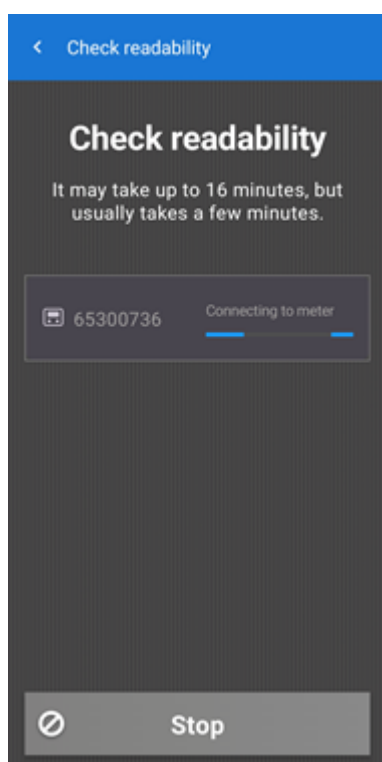 Check readability
Check readability
It may take up to 16 minutes, but
usually takes a few minutes.
65300736
Connecting to meter
Stop